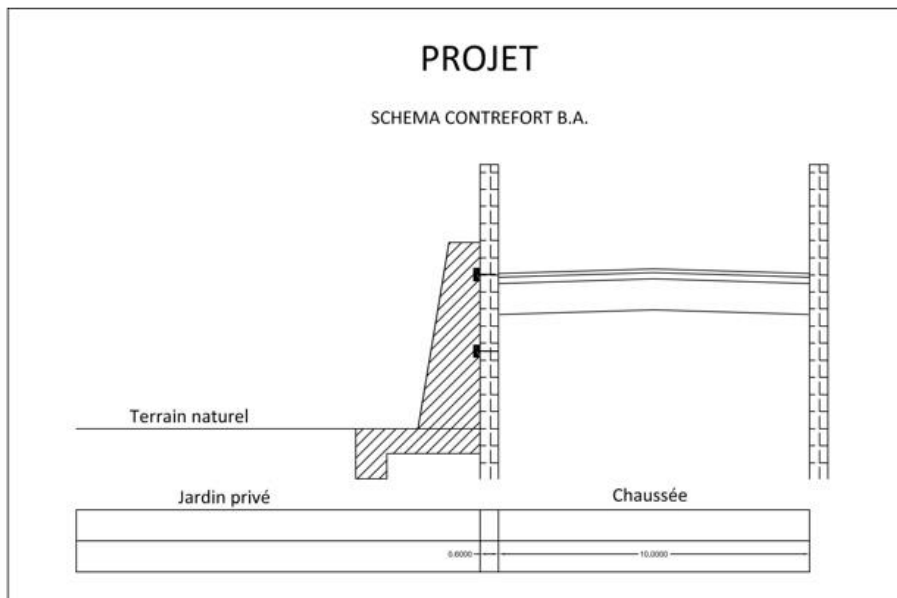 PROJET
SCHEMA CONTREFORT B.A.
Terrain naturel
Jardin privé
Chaussée
0.6000
10.0000